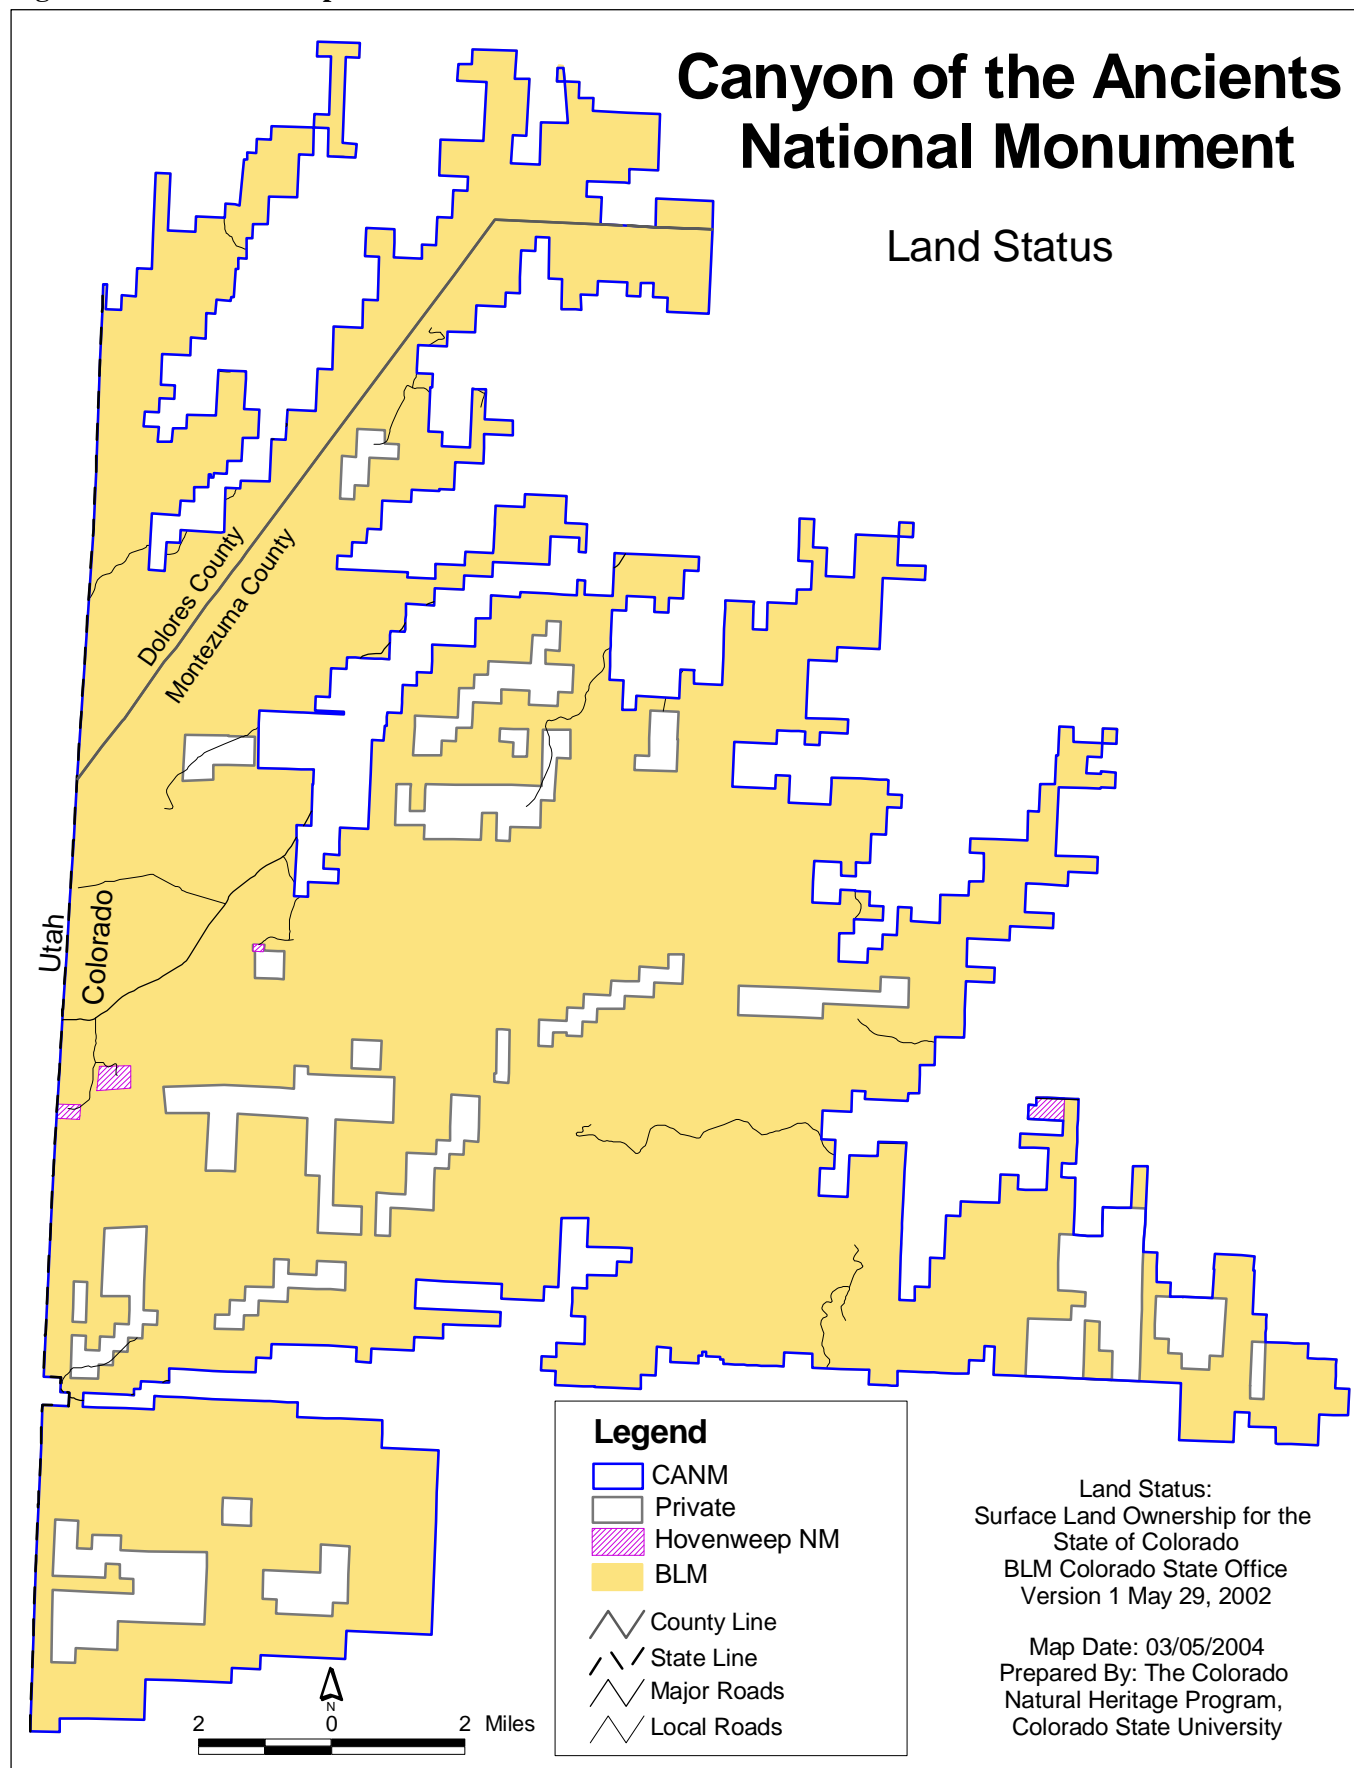 Canyon of the Ancients
National Monument
Land Status
Dolores County
Montezuma County
Utah
Colorado
Legend
CANM
Private
Hovenweep NM
BLM
County Line
State Line
Major Roads
Local Roads
N
2 0 2 Miles
Land Status:
Surface Land Ownership for the
State of Colorado
BLM Colorado State Office
Version 1 May 29, 2002
Map Date: 03/05/2004
Prepared By: The Colorado
Natural Heritage Program,
Colorado State University